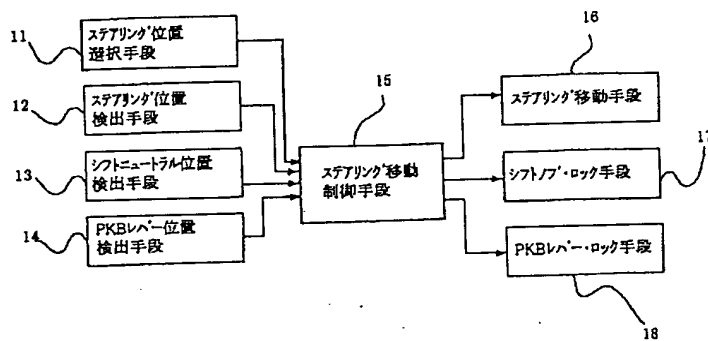 11
ステアリング位置
選択手段
12
ステアリング位置
検出手段
13
シフトニュートラル位置
検出手段
14
PKBレバー位置
検出手段
15
ステアリング移動
制御手段
16
ステアリング移動手段
17
シフトノブ・ロック手段
PKBレバー・ロック手段
18